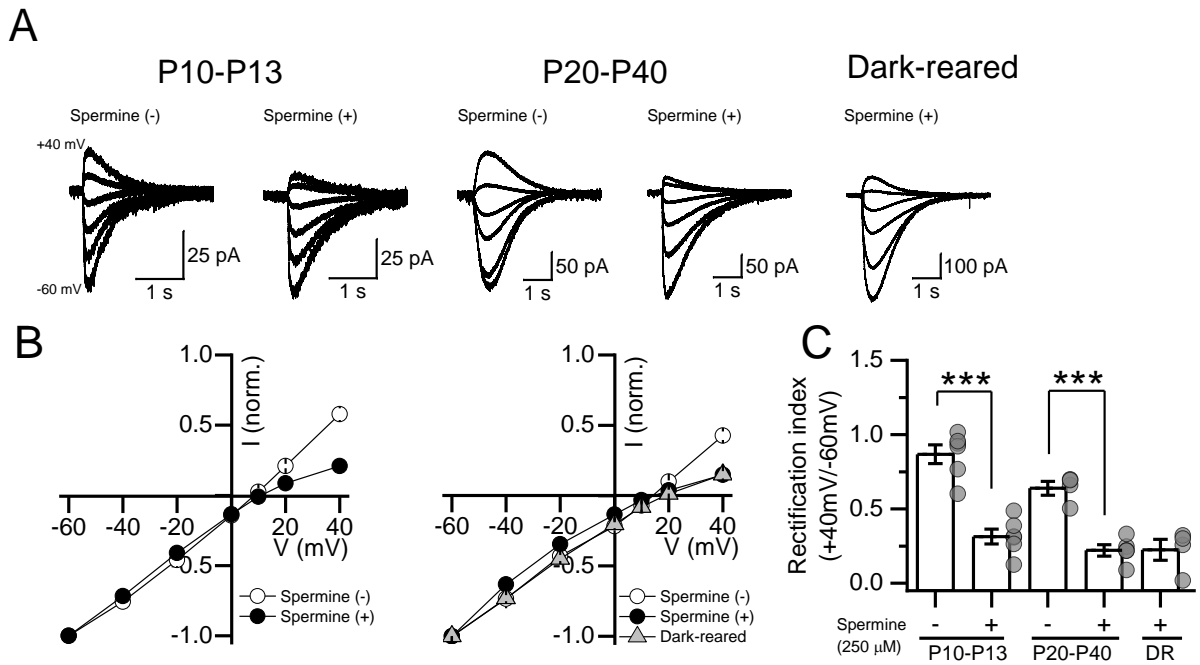 A
P10-P13
P20-P40
Dark-reared
Spermine (-)
Spermine (+)
Spermine (-)
Spermine (+)
Spermine (+)
+40 mV
-60 mV
25 pA
1 s
25 pA
1 s
50 pA
1 s
50 pA
1 s
100 pA
1 s
B
1.0
0.5
-0.5
-1.0
I (norm.)
-60
-40
-20
20
40
V (mV)
Spermine (-)
Spermine (+)
1.0
0.5
-0.5
-1.0
I (norm.)
-60
-40
-20
20
40
V (mV)
Spermine (-)
Spermine (+)
Dark-reared
C
Rectification index
(+40mV/-60mV)
1.5
1.0
0.5
0.0
***
***
Spermine
(250 μM)
- + - + +
P10-P13 P20-P40 DR